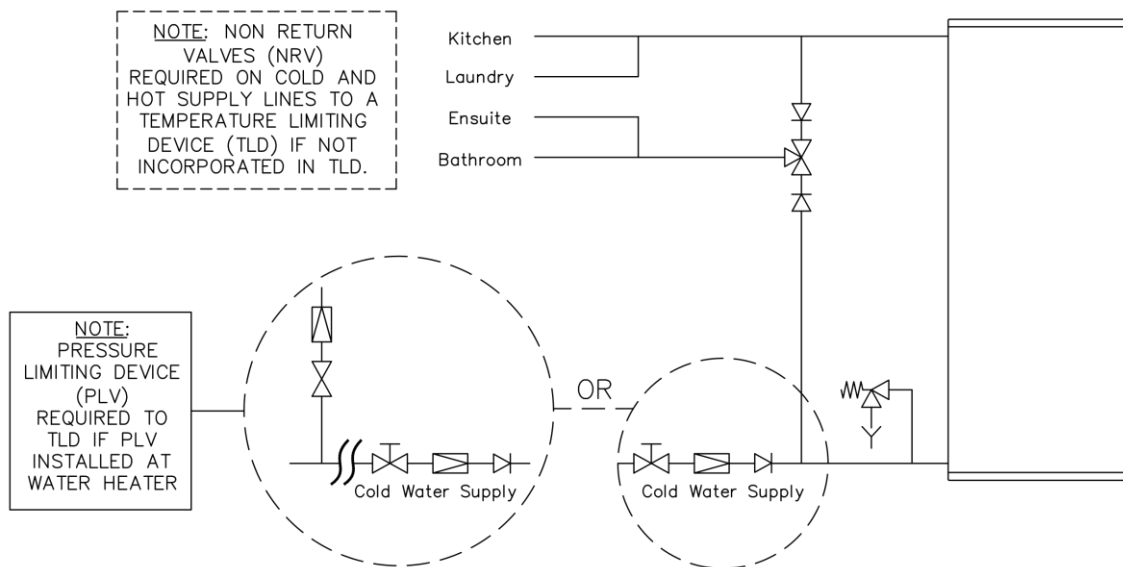 NOTE: NON RETURN
VALVES (NRV)
REQUIRED ON COLD AND
HOT SUPPLY LINES TO A
TEMPERATURE LIMITING
DEVICE (TLD) IF NOT
INCORPORATED IN TLD.
Kitchen
Laundry
Ensuite
Bathroom
NOTE:
PRESSURE
LIMITING DEVICE
(PLV)
REQUIRED TO
TLD IF PLV
INSTALLED AT
WATER HEATER
OR
Cold Water Supply
Cold Water Supply